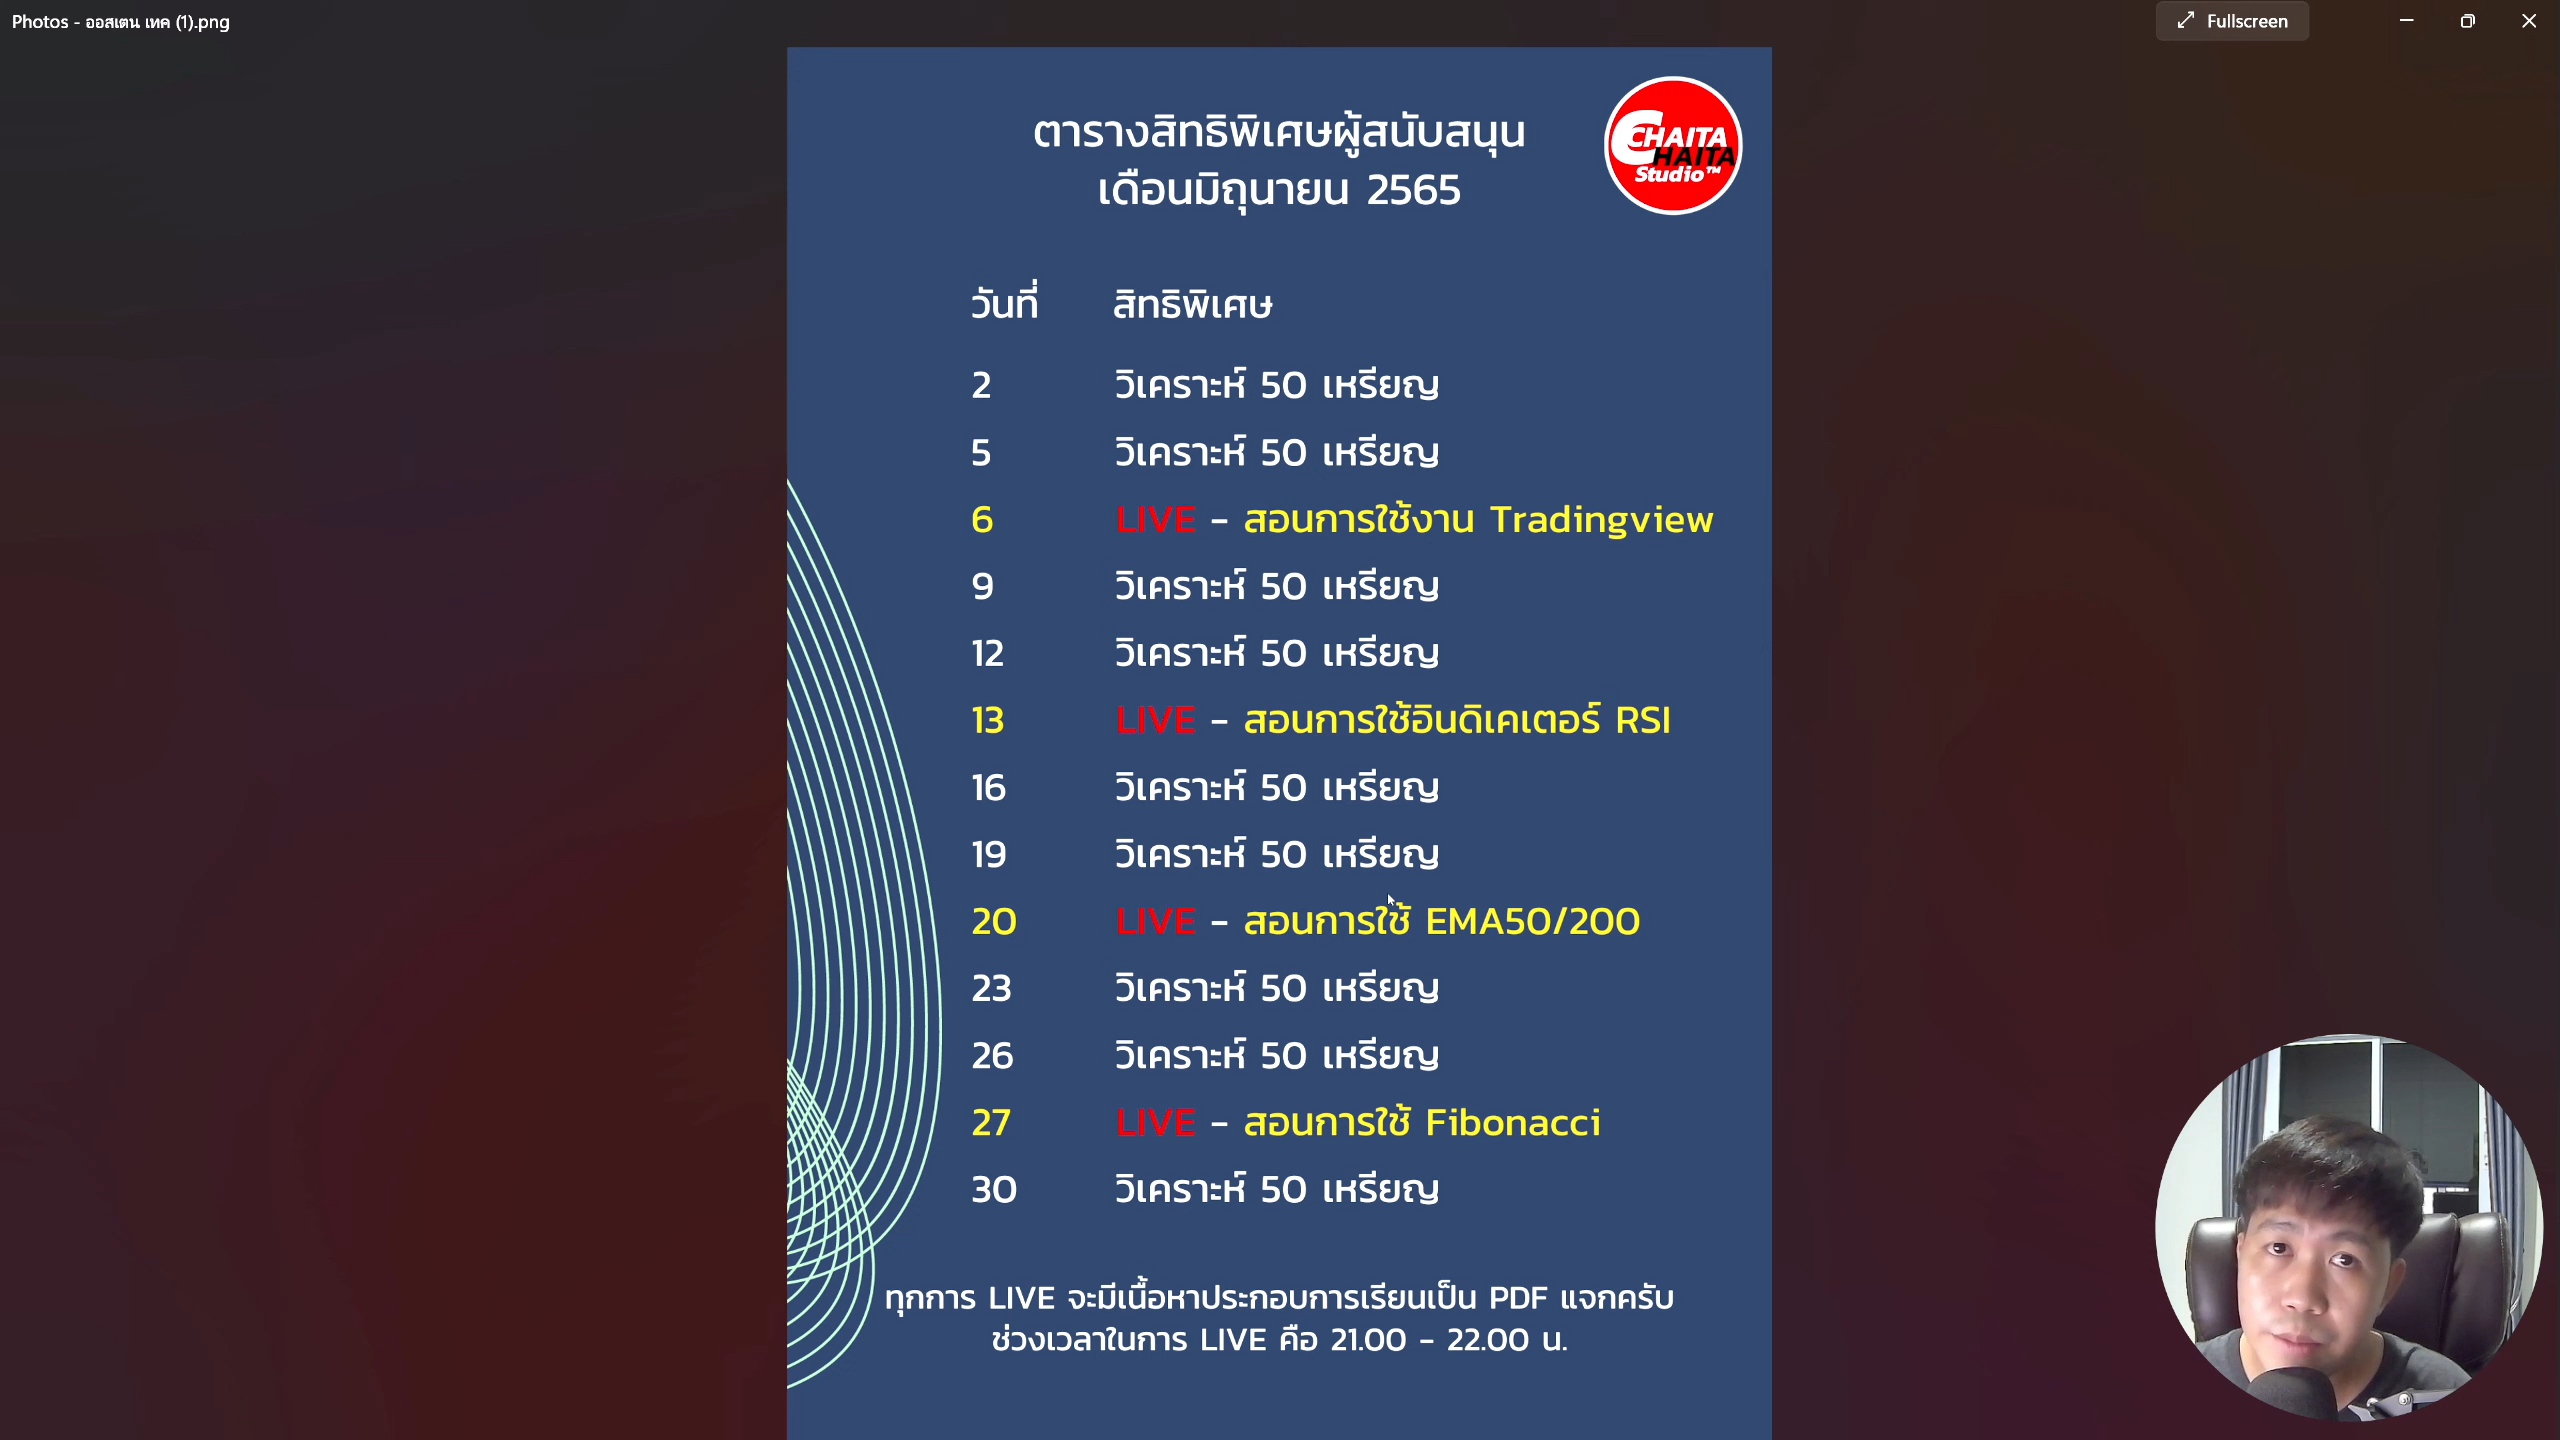 Photos - ออสเตน เทค (1).png
Fullscreen
CHAITA
HAITA
Studio™
ตารางสิทธิพิเศษผู้สนับสนุน
เดือนมิถุนายน 2565
วันที่ สิทธิพิเศษ
2 วิเคราะห์ 50 เหรียญ
5 วิเคราะห์ 50 เหรียญ
6 LIVE - สอนการใช้งาน Tradingview
9 วิเคราะห์ 50 เหรียญ
12 วิเคราะห์ 50 เหรียญ
13 LIVE - สอนการใช้อินดิเคเตอร์ RSI
16 วิเคราะห์ 50 เหรียญ
19 วิเคราะห์ 50 เหรียญ
20 LIVE - สอนการใช้ EMA50/200
23 วิเคราะห์ 50 เหรียญ
26 วิเคราะห์ 50 เหรียญ
27 LIVE - สอนการใช้ Fibonacci
30 วิเคราะห์ 50 เหรียญ
ทุกการ LIVE จะมีเนื้อหาประกอบการเรียนเป็น PDF แจกครับ
ช่วงเวลาในการ LIVE คือ 21.00 - 22.00 น.